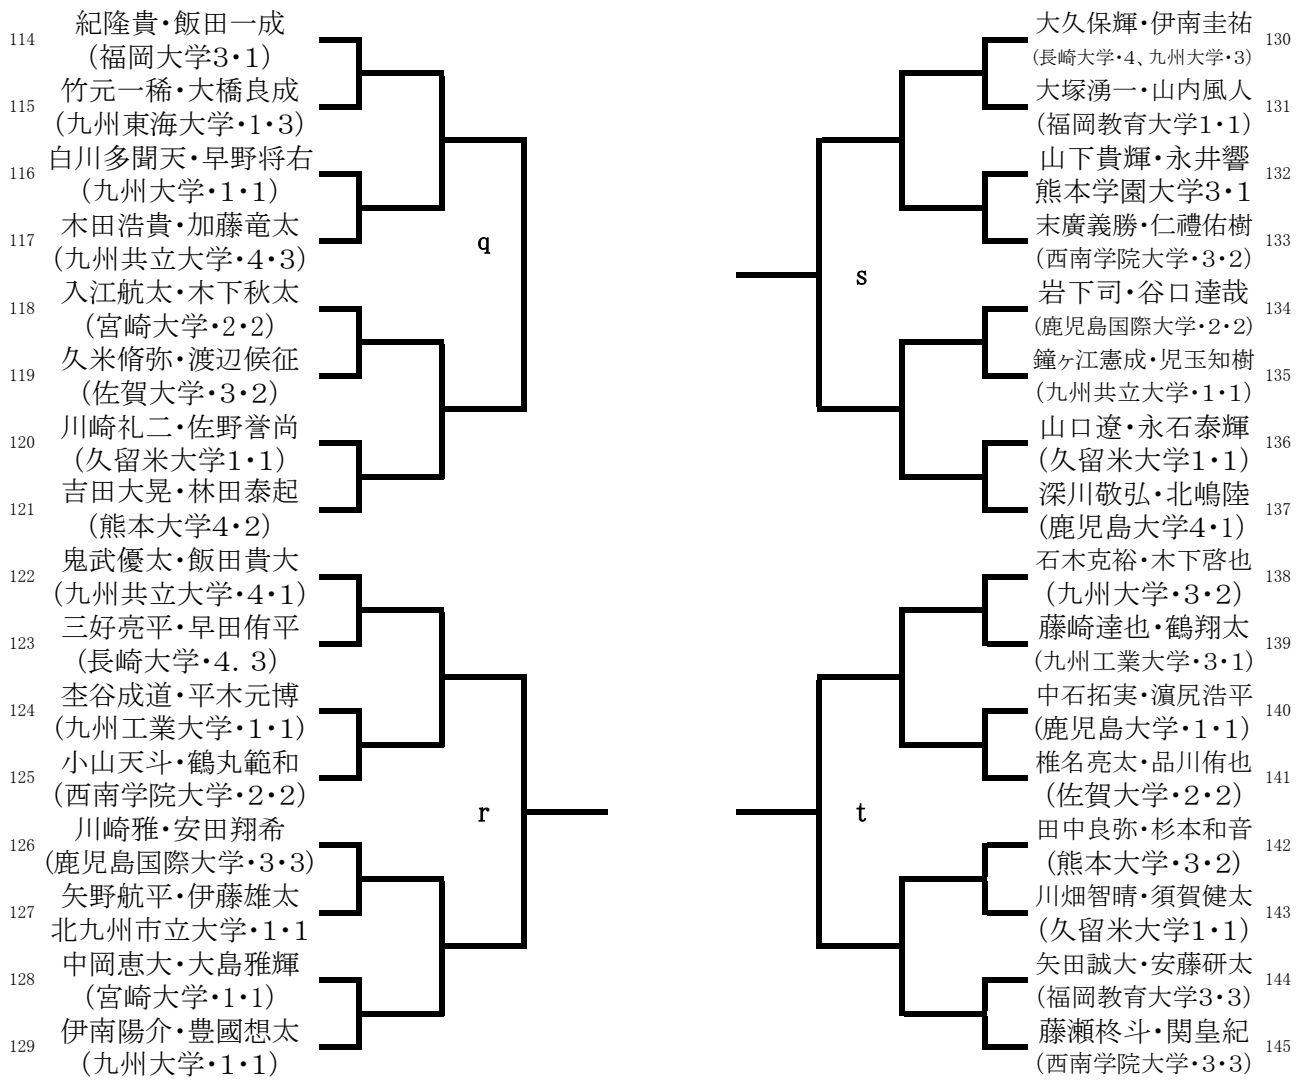 114
紀隆貴・飯田一成
(福岡大学3・1)
115
竹元一稀・大橋良成
(九州東海大学・1・3)
116
白川多聞天・早野将右
(九州大学・1・1)
117
木田浩貴・加藤竜太
(九州共立大学・4・3)
q
118
入江航太・木下秋太
(宮崎大学・2・2)
119
久米脩弥・渡辺候征
(佐賀大学・3・2)
120
川崎礼二・佐野誉尚
(久留米大学1・1)
121
吉田大晃・林田泰起
(熊本大学4・2)
122
鬼武優太・飯田貴大
(九州共立大学・4・1)
123
三好亮平・早田侑平
(長崎大学・4．3)
124
杢谷成道・平木元博
(九州工業大学・1・1)
125
小山天斗・鶴丸範和
(西南学院大学・2・2)
r
126
川崎雅・安田翔希
(鹿児島国際大学・3・3)
127
矢野航平・伊藤雄太
北九州市立大学・1・1
128
中岡恵大・大島雅輝
(宮崎大学・1・1)
129
伊南陽介・豊國想太
(九州大学・1・1)
大久保輝・伊南圭祐
130
(長崎大学・4、九州大学・3)
大塚湧一・山内風人
131
(福岡教育大学1・1)
山下貴輝・永井響
132
熊本学園大学3・1
末廣義勝・仁禮佑樹
133
(西南学院大学・3・2)
s
岩下司・谷口達哉
134
(鹿児島国際大学・2・2)
鐘ヶ江憲成・児玉知樹
135
(九州共立大学・1・1)
山口遼・永石泰輝
136
(久留米大学1・1)
深川敬弘・北嶋陸
137
(鹿児島大学4・1)
石木克裕・木下啓也
138
(九州大学・3・2)
藤崎達也・鶴翔太
139
(九州工業大学・3・1)
中石拓実・濵尻浩平
140
(鹿児島大学・1・1)
椎名亮太・品川侑也
141
(佐賀大学・2・2)
t
田中良弥・杉本和音
142
(熊本大学・3・2)
川畑智晴・須賀健太
143
(久留米大学1・1)
矢田誠大・安藤研太
144
(福岡教育大学3・3)
藤瀬柊斗・関皇紀
145
(西南学院大学・3・3)